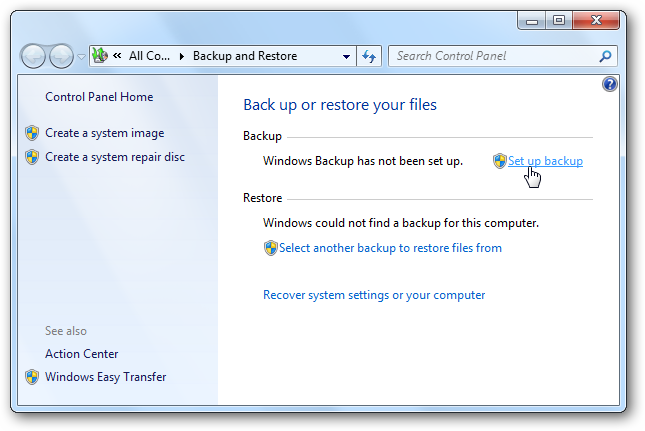 « All Co... Backup and Restore Search Control Panel
Control Panel Home
Create a system image
Create a system repair disc
See also
Action Center
Windows Easy Transfer
Back up or restore your files
Backup
Windows Backup has not been set up. Set up backup
Restore
Windows could not find a backup for this computer.
Select another backup to restore files from
Recover system settings or your computer